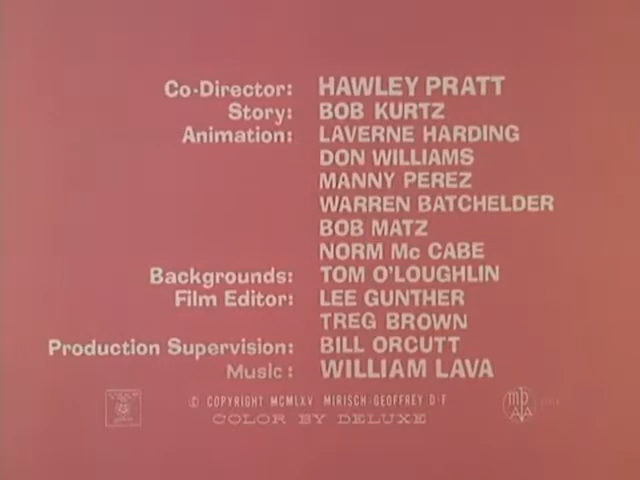 Co-Director: HAWLEY PRATT
Story: BOB KURTZ
Animation: LAVERNE HARDING
DON WILLIAMS
MANNY PEREZ
WARREN BATCHELDER
BOB MATZ
NORM Mc CABE
Backgrounds: TOM O'LOUGHLIN
Film Editor: LEE GUNTHER
TREG BROWN
Production Supervision: BILL ORCUTT
Music: WILLIAM LAVA
© COPYRIGHT MCMLXV MIRISCH-GEOFFREY D-F
COLOR BY DELUXE